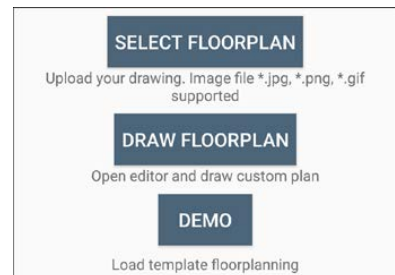 SELECT FLOORPLAN
Upload your drawing. Image file *.jpg, *.png, *.gif
supported
DRAW FLOORPLAN
Open editor and draw custom plan
DEMO
Load template floorplanning